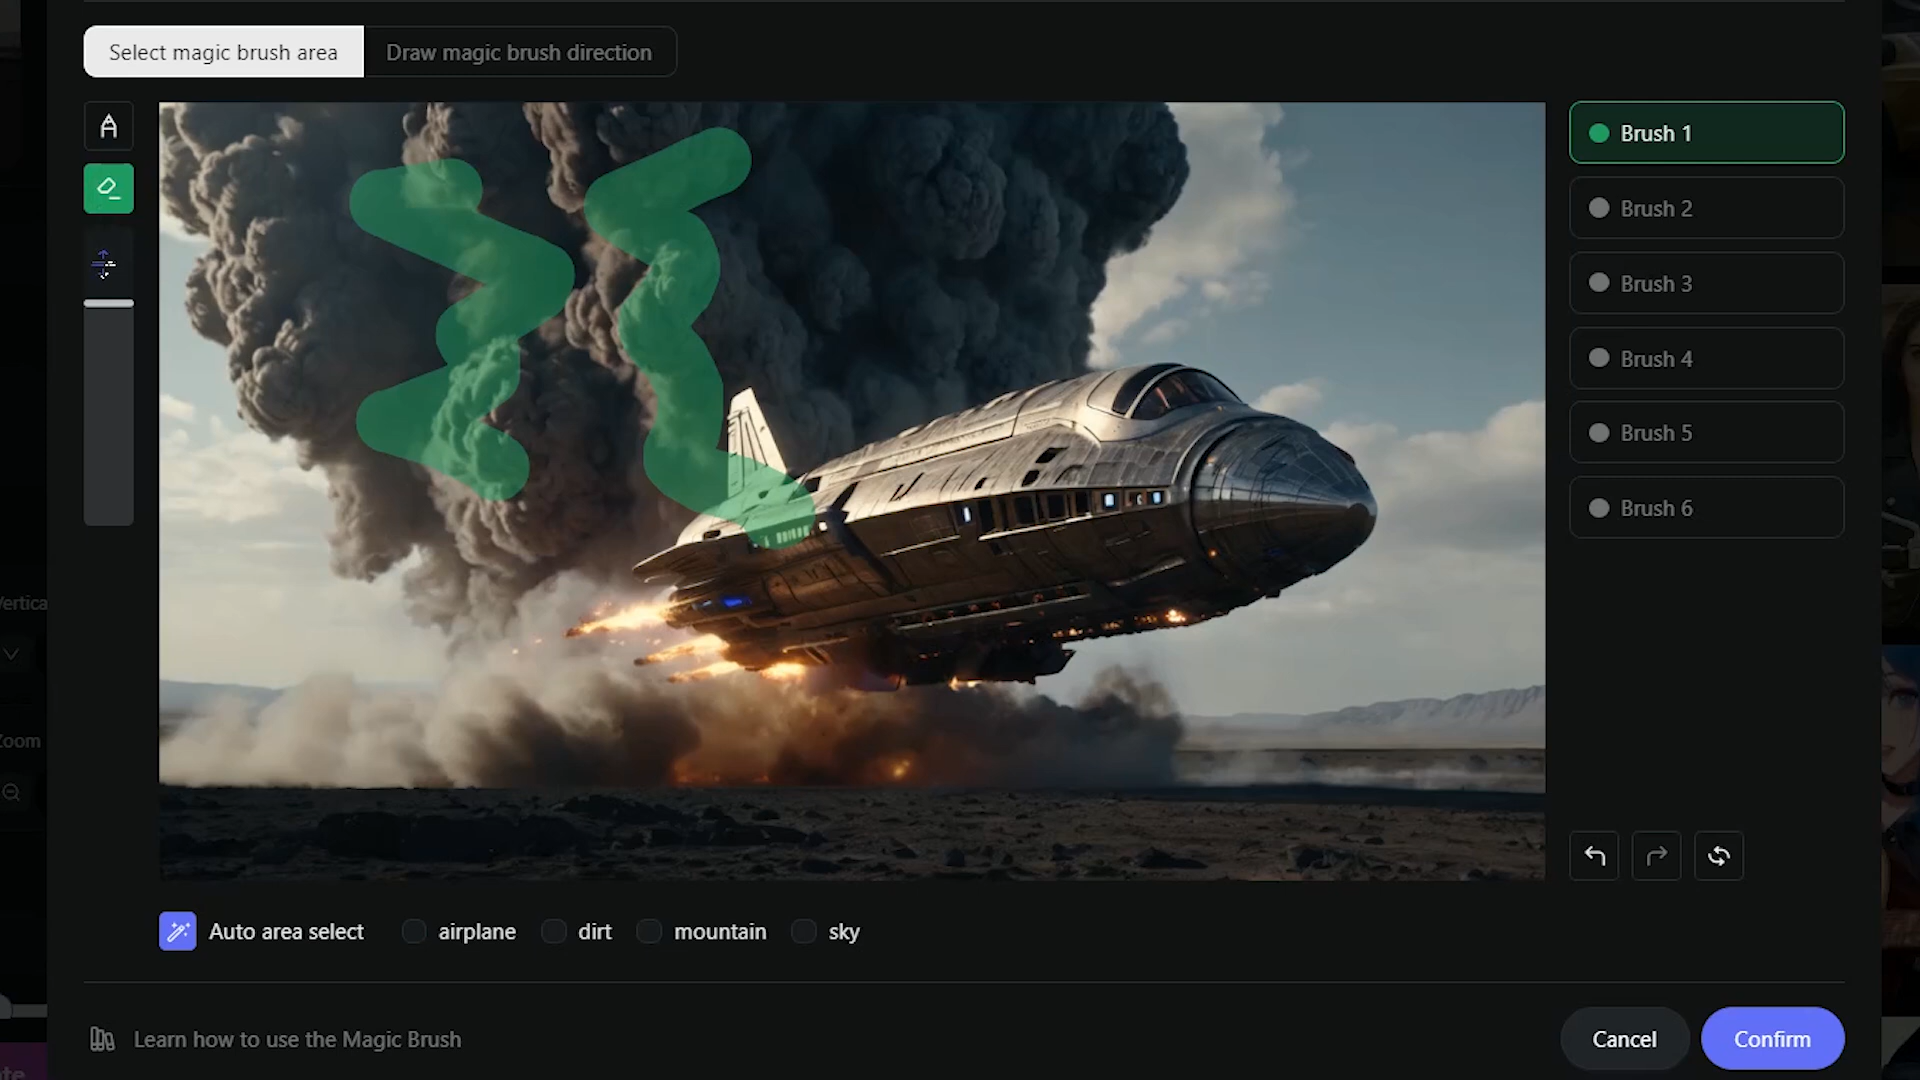 Select magic brush area
Draw magic brush direction
Brush 1
Brush 2
Brush 3
Brush 4
Brush 5
Brush 6
Zoom
Auto area select
airplane
dirt
mountain
sky
Learn how to use the Magic Brush
Cancel
Confirm